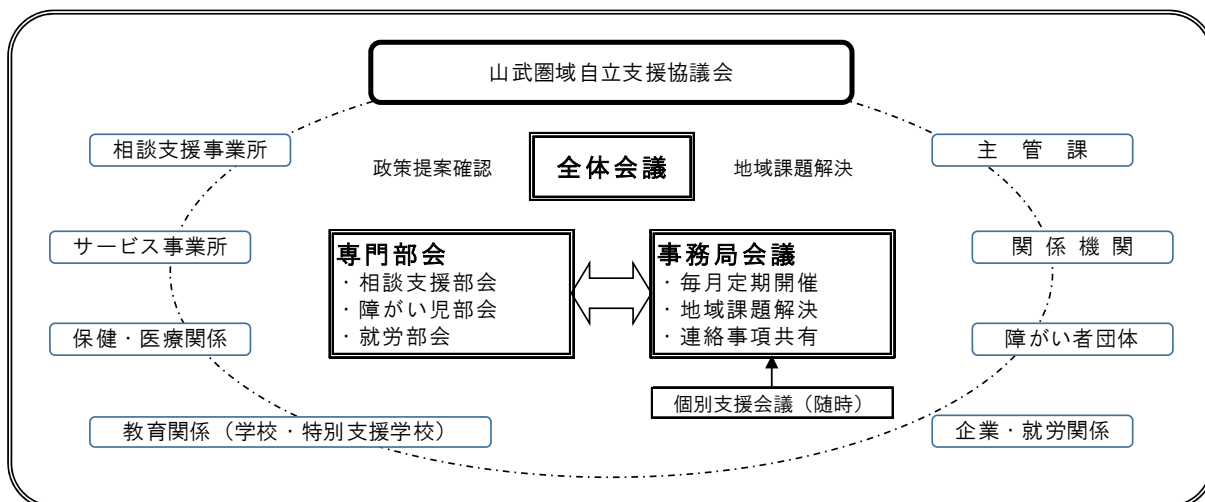 山武圏域自立支援協議会
相談支援事業所
政策提案確認
全体会議
地域課題解決
主　管　課
サービス事業所
専門部会
・相談支援部会
・障がい児部会
・就労部会
事務局会議
・毎月定期開催
・地域課題解決
・連絡事項共有
関 係 機 関
保健・医療関係
障がい者団体
個別支援会議（随時）
教育関係（学校・特別支援学校）
企業・就労関係